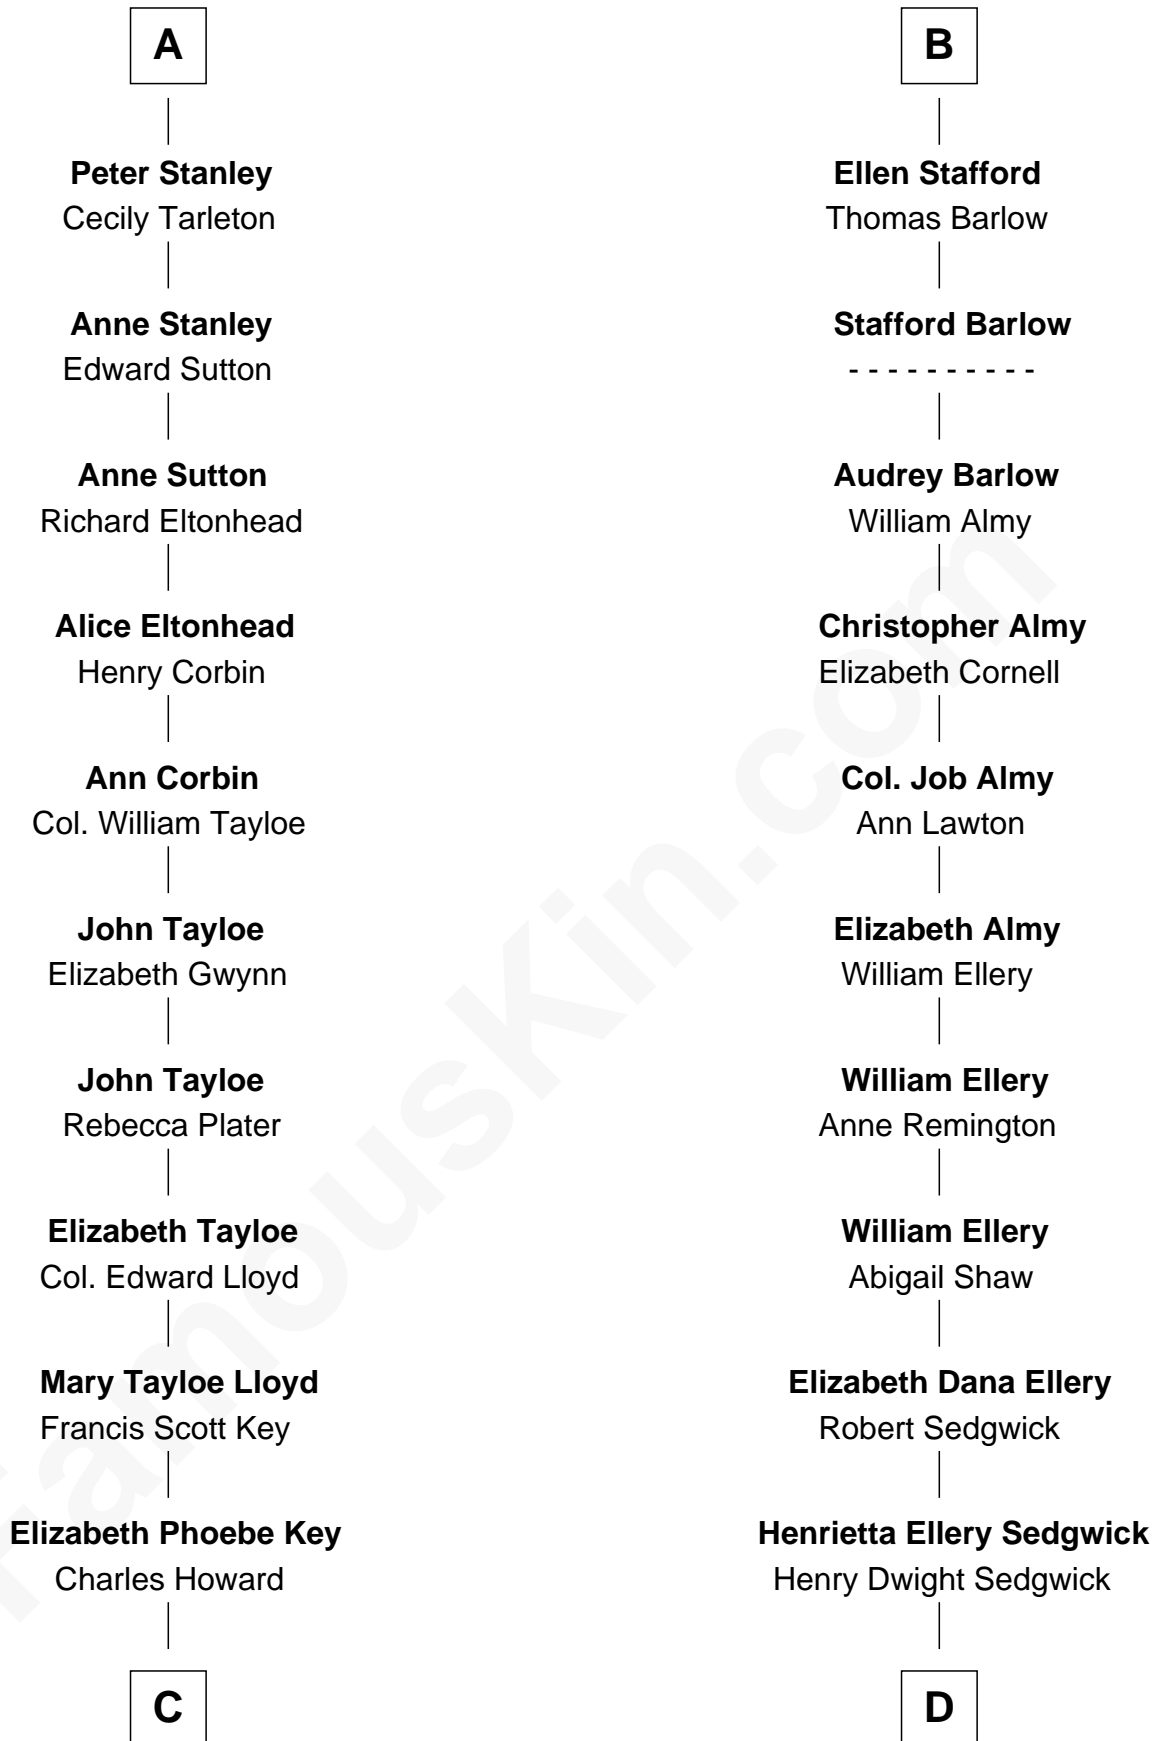 A
Peter Stanley
Cecily Tarleton
Anne Stanley
Edward Sutton
Anne Sutton
Richard Eltonhead
Alice Eltonhead
Henry Corbin
Ann Corbin
Col. William Tayloe
John Tayloe
Elizabeth Gwynn
John Tayloe
Rebecca Plater
Elizabeth Tayloe
Col. Edward Lloyd
Mary Tayloe Lloyd
Francis Scott Key
Elizabeth Phoebe Key
Charles Howard
C
B
Ellen Stafford
Thomas Barlow
Stafford Barlow
- - - - - - - - - -
Audrey Barlow
William Almy
Christopher Almy
Elizabeth Cornell
Col. Job Almy
Ann Lawton
Elizabeth Almy
William Ellery
William Ellery
Anne Remington
William Ellery
Abigail Shaw
Elizabeth Dana Ellery
Robert Sedgwick
Henrietta Ellery Sedgwick
Henry Dwight Sedgwick
D
FamousKin.com